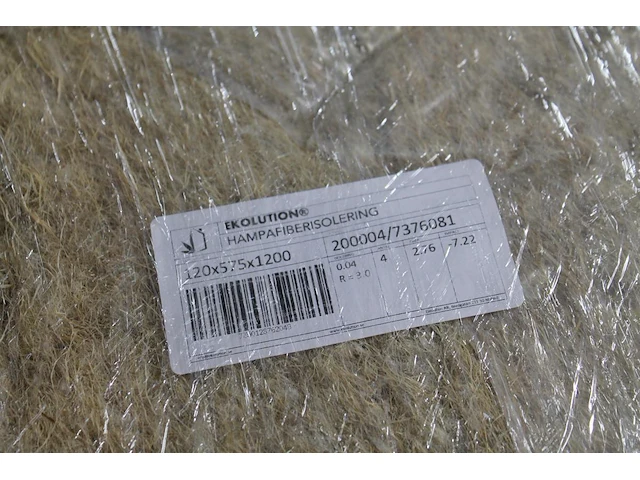 EKOLUTION®
HAMPAFIBERISOLERING
120x575x1200
200004/7376081
0.04 4 2.76 -7.22
R = 3.0